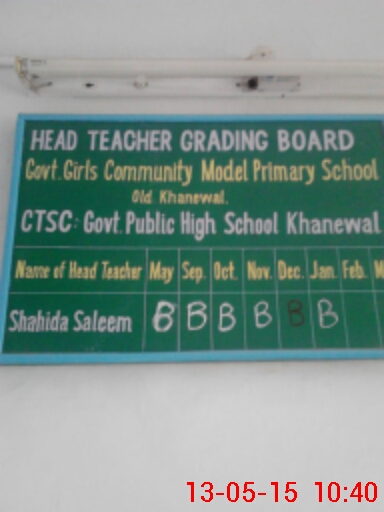 HEAD TEACHER GRADING BOARD
Govt. Girls Community Model Primary School
Old Khanewal.
CTSC: Govt. Public High School Khanewal
Name of Head Teacher May Sep. Oct. Nov. Dec. Jan. Feb. M
Shahida Saleem B B B B B B
13-05-15 10:40